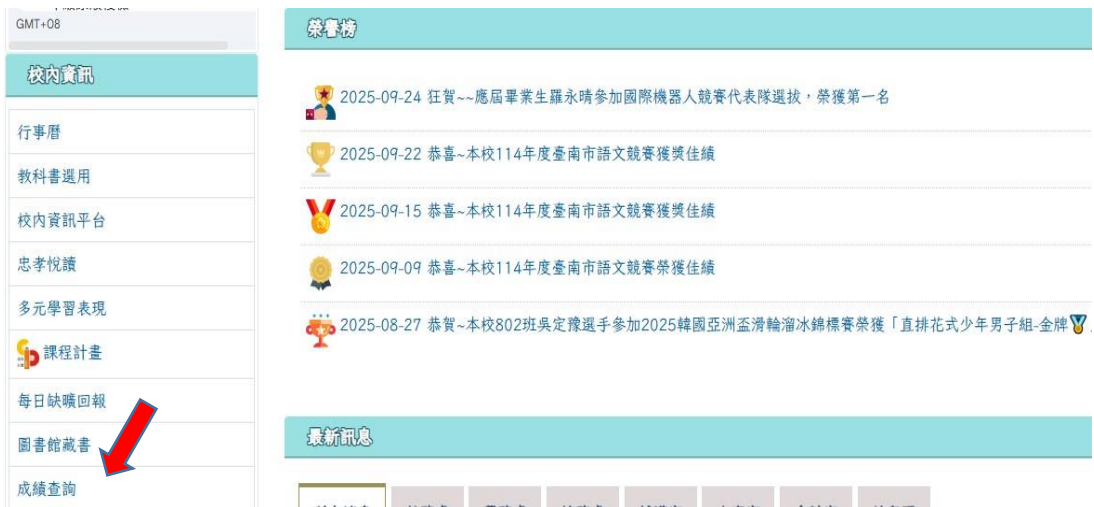 GMT+08
校內資訊
行事曆
教科書選用
校內資訊平台
忠孝悅讀
多元學習表現
課程計畫
每日缺曠回報
圖書館藏書
成績查詢
榮譽榜
2025-09-24 狂賀~~應屆畢業生羅永晴參加國際機器人競賽代表隊選拔，榮獲第一名
2025-09-22 恭喜~本校114年度臺南市語文競賽獲獎佳績
2025-09-15 恭喜~本校114年度臺南市語文競賽獲獎佳績
2025-09-09 恭喜~本校114年度臺南市語文競賽榮獲佳績
2025-08-27 恭賀~本校802班吳定豫選手參加2025韓國亞洲盃滑輪溜冰錦標賽榮獲「直排花式少年男子組-金牌
最新訊息